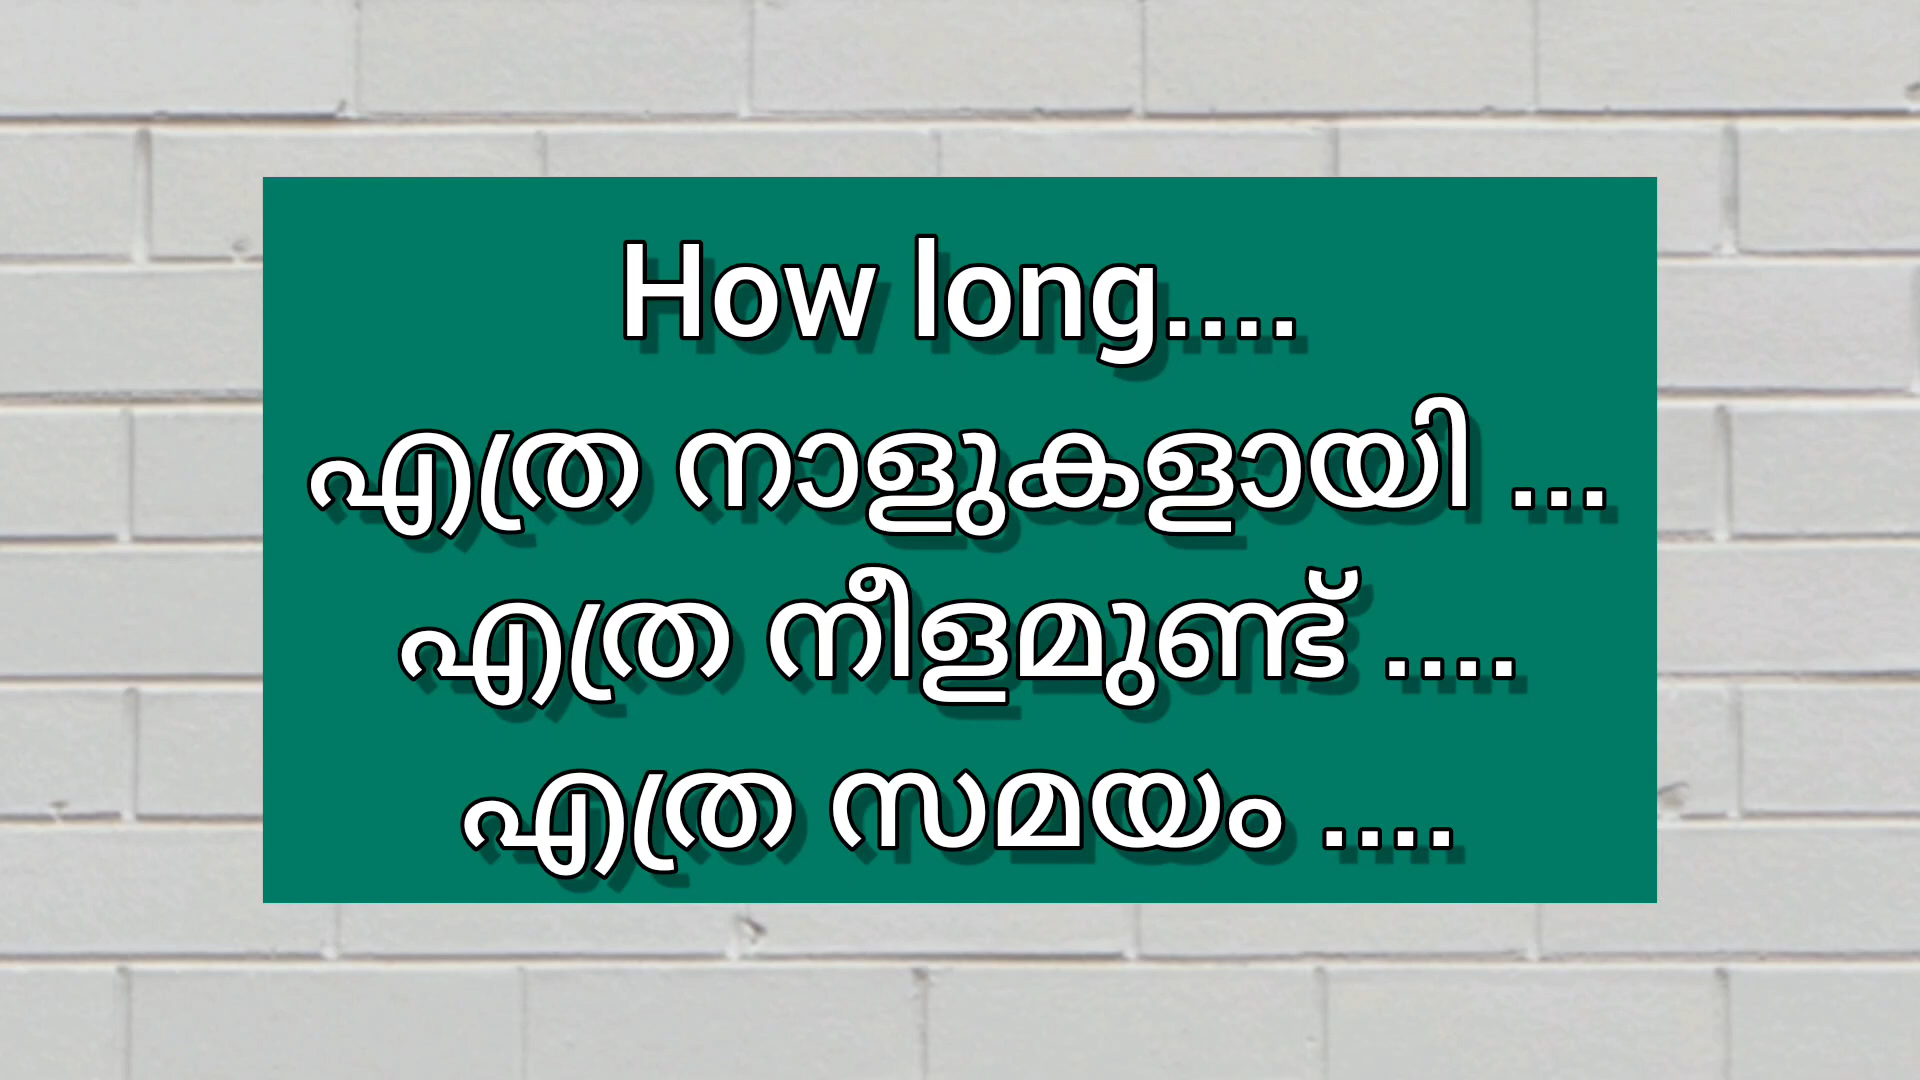 How long....
എത്ര നാളുകളായി ...
എത്ര നീളമുണ്ട് ....
എത്ര സമയം ....